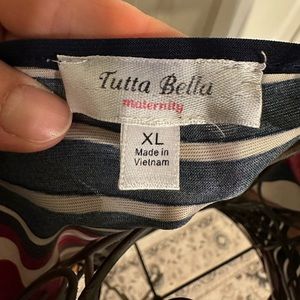 Tutta Bella
maternity
XL
Made in
Vietnam